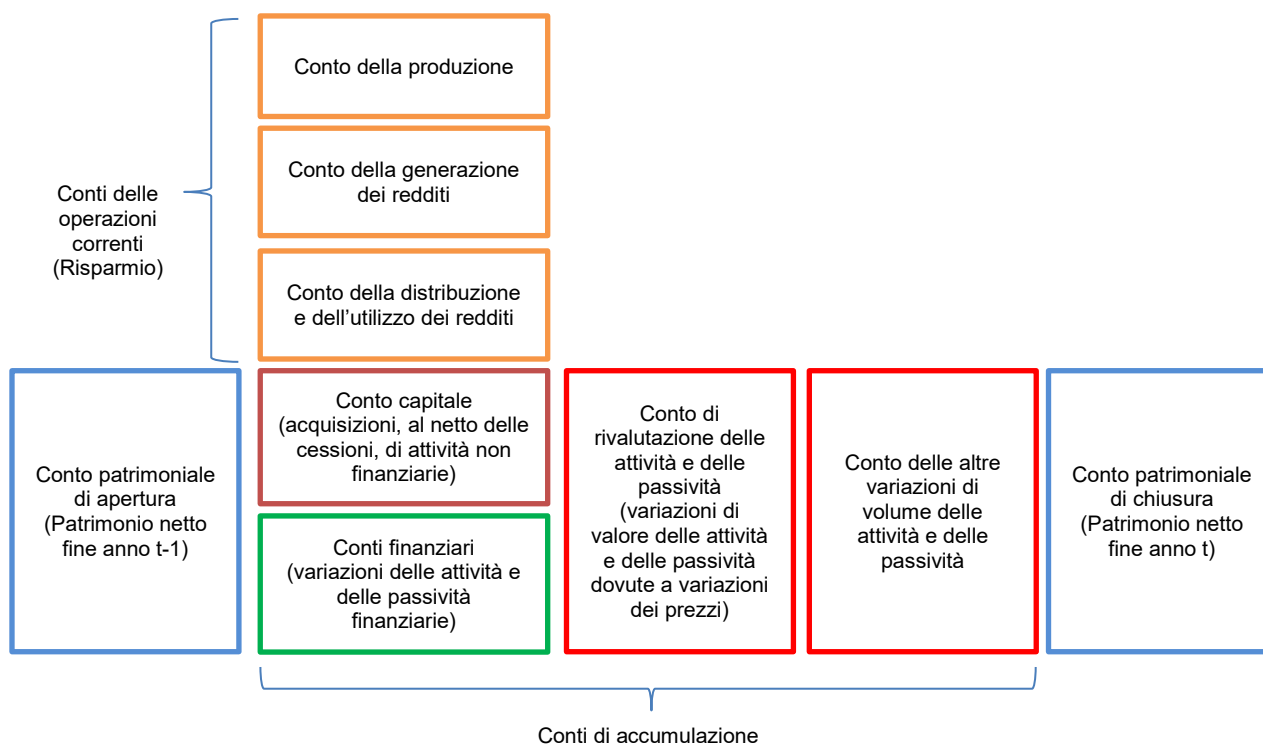 Conto della produzione
Conto della generazione
dei redditi
Conti delle
operazioni
correnti
(Risparmio)
Conto della distribuzione
e dell’utilizzo dei redditi
Conto patrimoniale
di apertura
(Patrimonio netto
fine anno t-1)
Conto capitale
(acquisizioni, al netto delle
cessioni, di attività non
finanziarie)
Conti finanziari
(variazioni delle attività e
delle passività
finanziarie)
Conto di
rivalutazione delle
attività e delle
passività
(variazioni di
valore delle attività
e delle passività
dovute a variazioni
dei prezzi)
Conto delle altre
variazioni di
volume delle
attività e delle
passività
Conto patrimoniale
di chiusura
(Patrimonio netto
fine anno t)
Conti di accumulazione